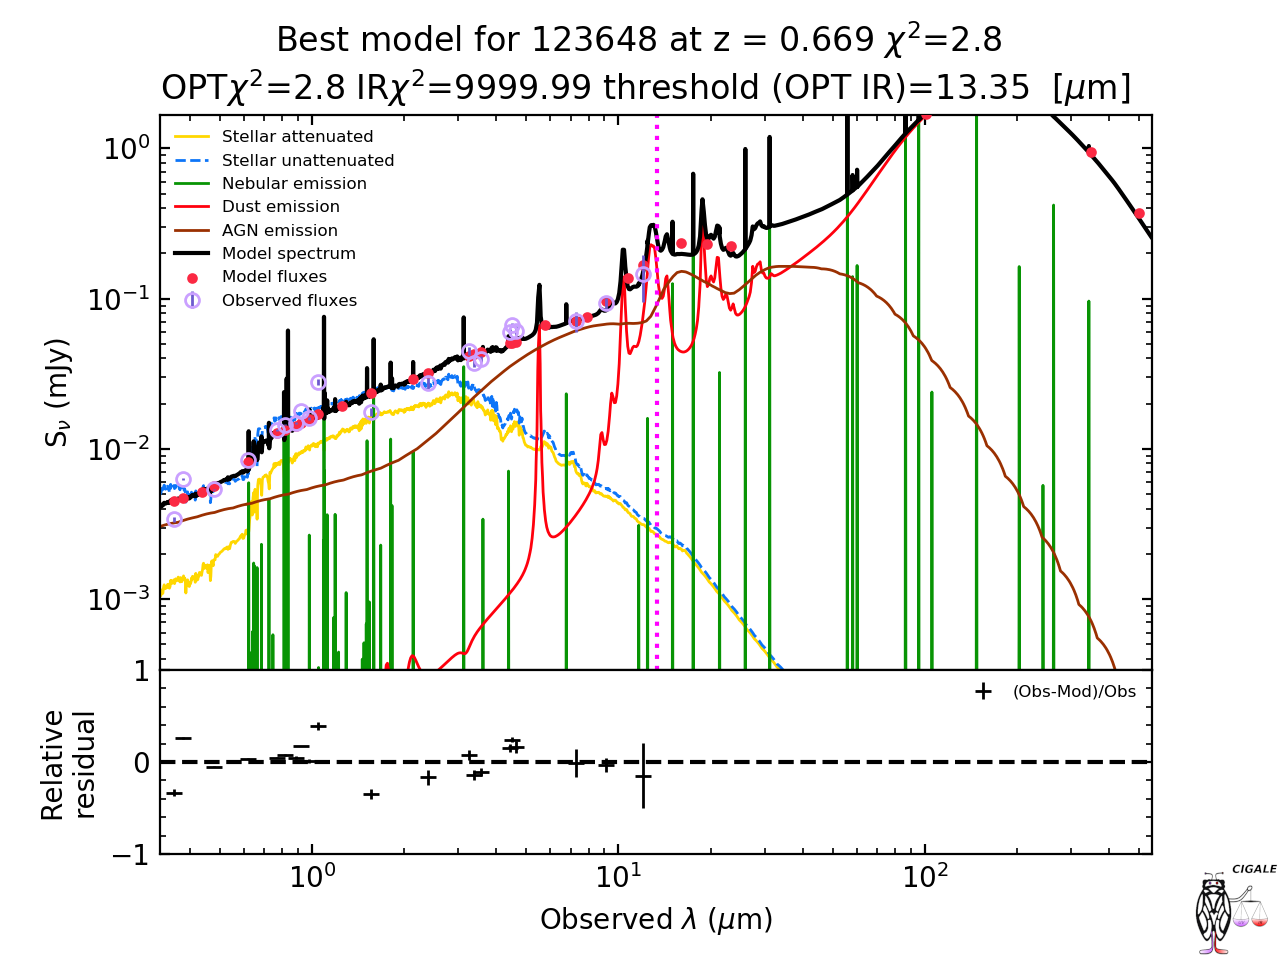 Best model for 123648 at z = 0.669 χ²=2.8
OPTχ²=2.8 IRχ²=9999.99 threshold (OPT IR)=13.35 [μm]
Stellar attenuated
Stellar unattenuated
Nebular emission
Dust emission
AGN emission
Model spectrum
Model fluxes
Observed fluxes
10⁰
10⁻¹
10⁻²
10⁻³
S_ν (mJy)
1
0
−1
Relative
residual
(Obs-Mod)/Obs
10⁰ 10¹ 10²
Observed λ (μm)
CIGALE